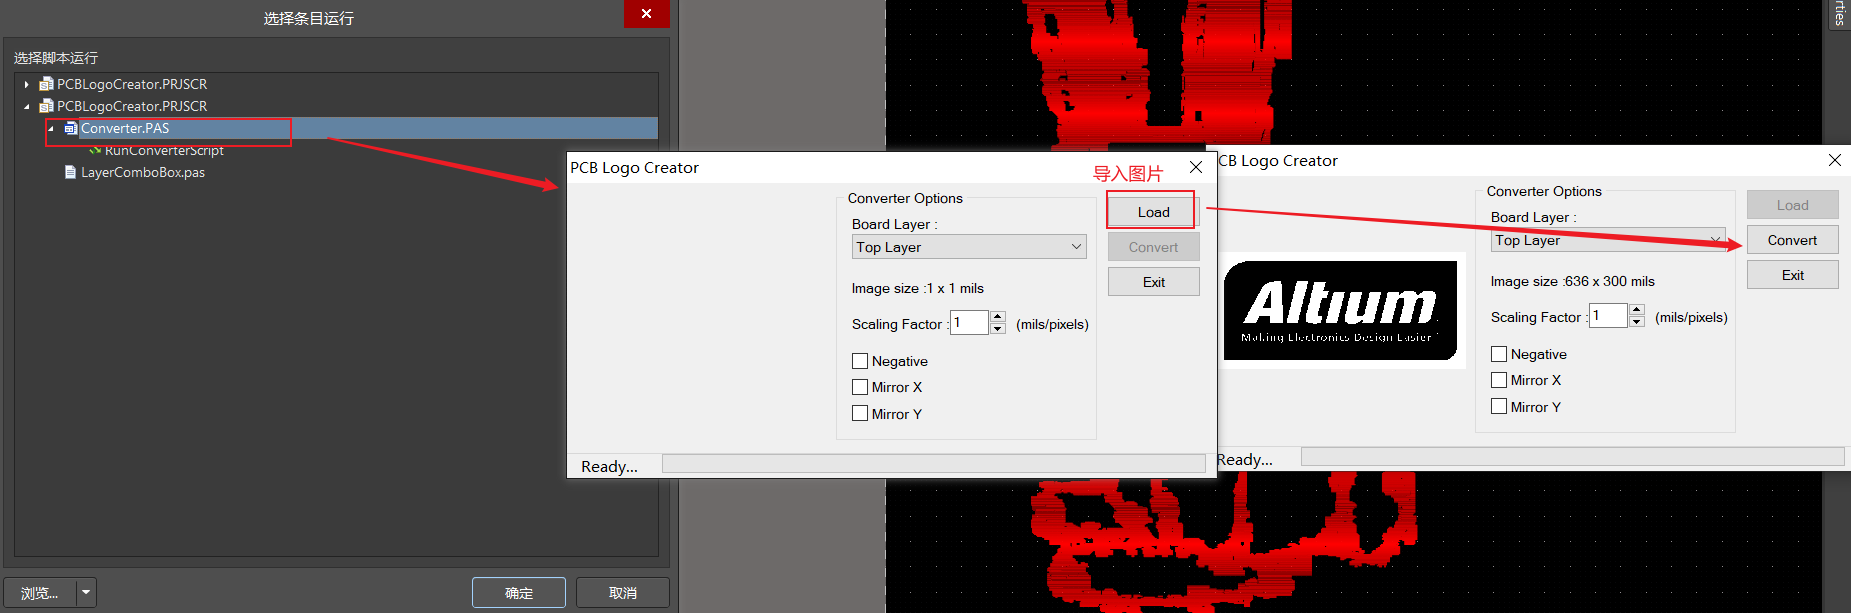 选择条目运行
选择脚本运行
PCBLogoCreator.PRJSCR
PCBLogoCreator.PRJSCR
Converter.PAS
RunConverterScript
LayerComboBox.pas
浏览...
确定
取消
PCB Logo Creator
导入图片
Converter Options
Board Layer :
Top Layer
Image size :1 x 1 mils
Scaling Factor : 1 (mils/pixels)
Negative
Mirror X
Mirror Y
Load
Convert
Exit
Ready...
CB Logo Creator
Altium
Making Electronics Design Easier
Converter Options
Board Layer :
Top Layer
Image size :636 x 300 mils
Scaling Factor : 1 (mils/pixels)
Negative
Mirror X
Mirror Y
Load
Convert
Exit
Ready...
rties